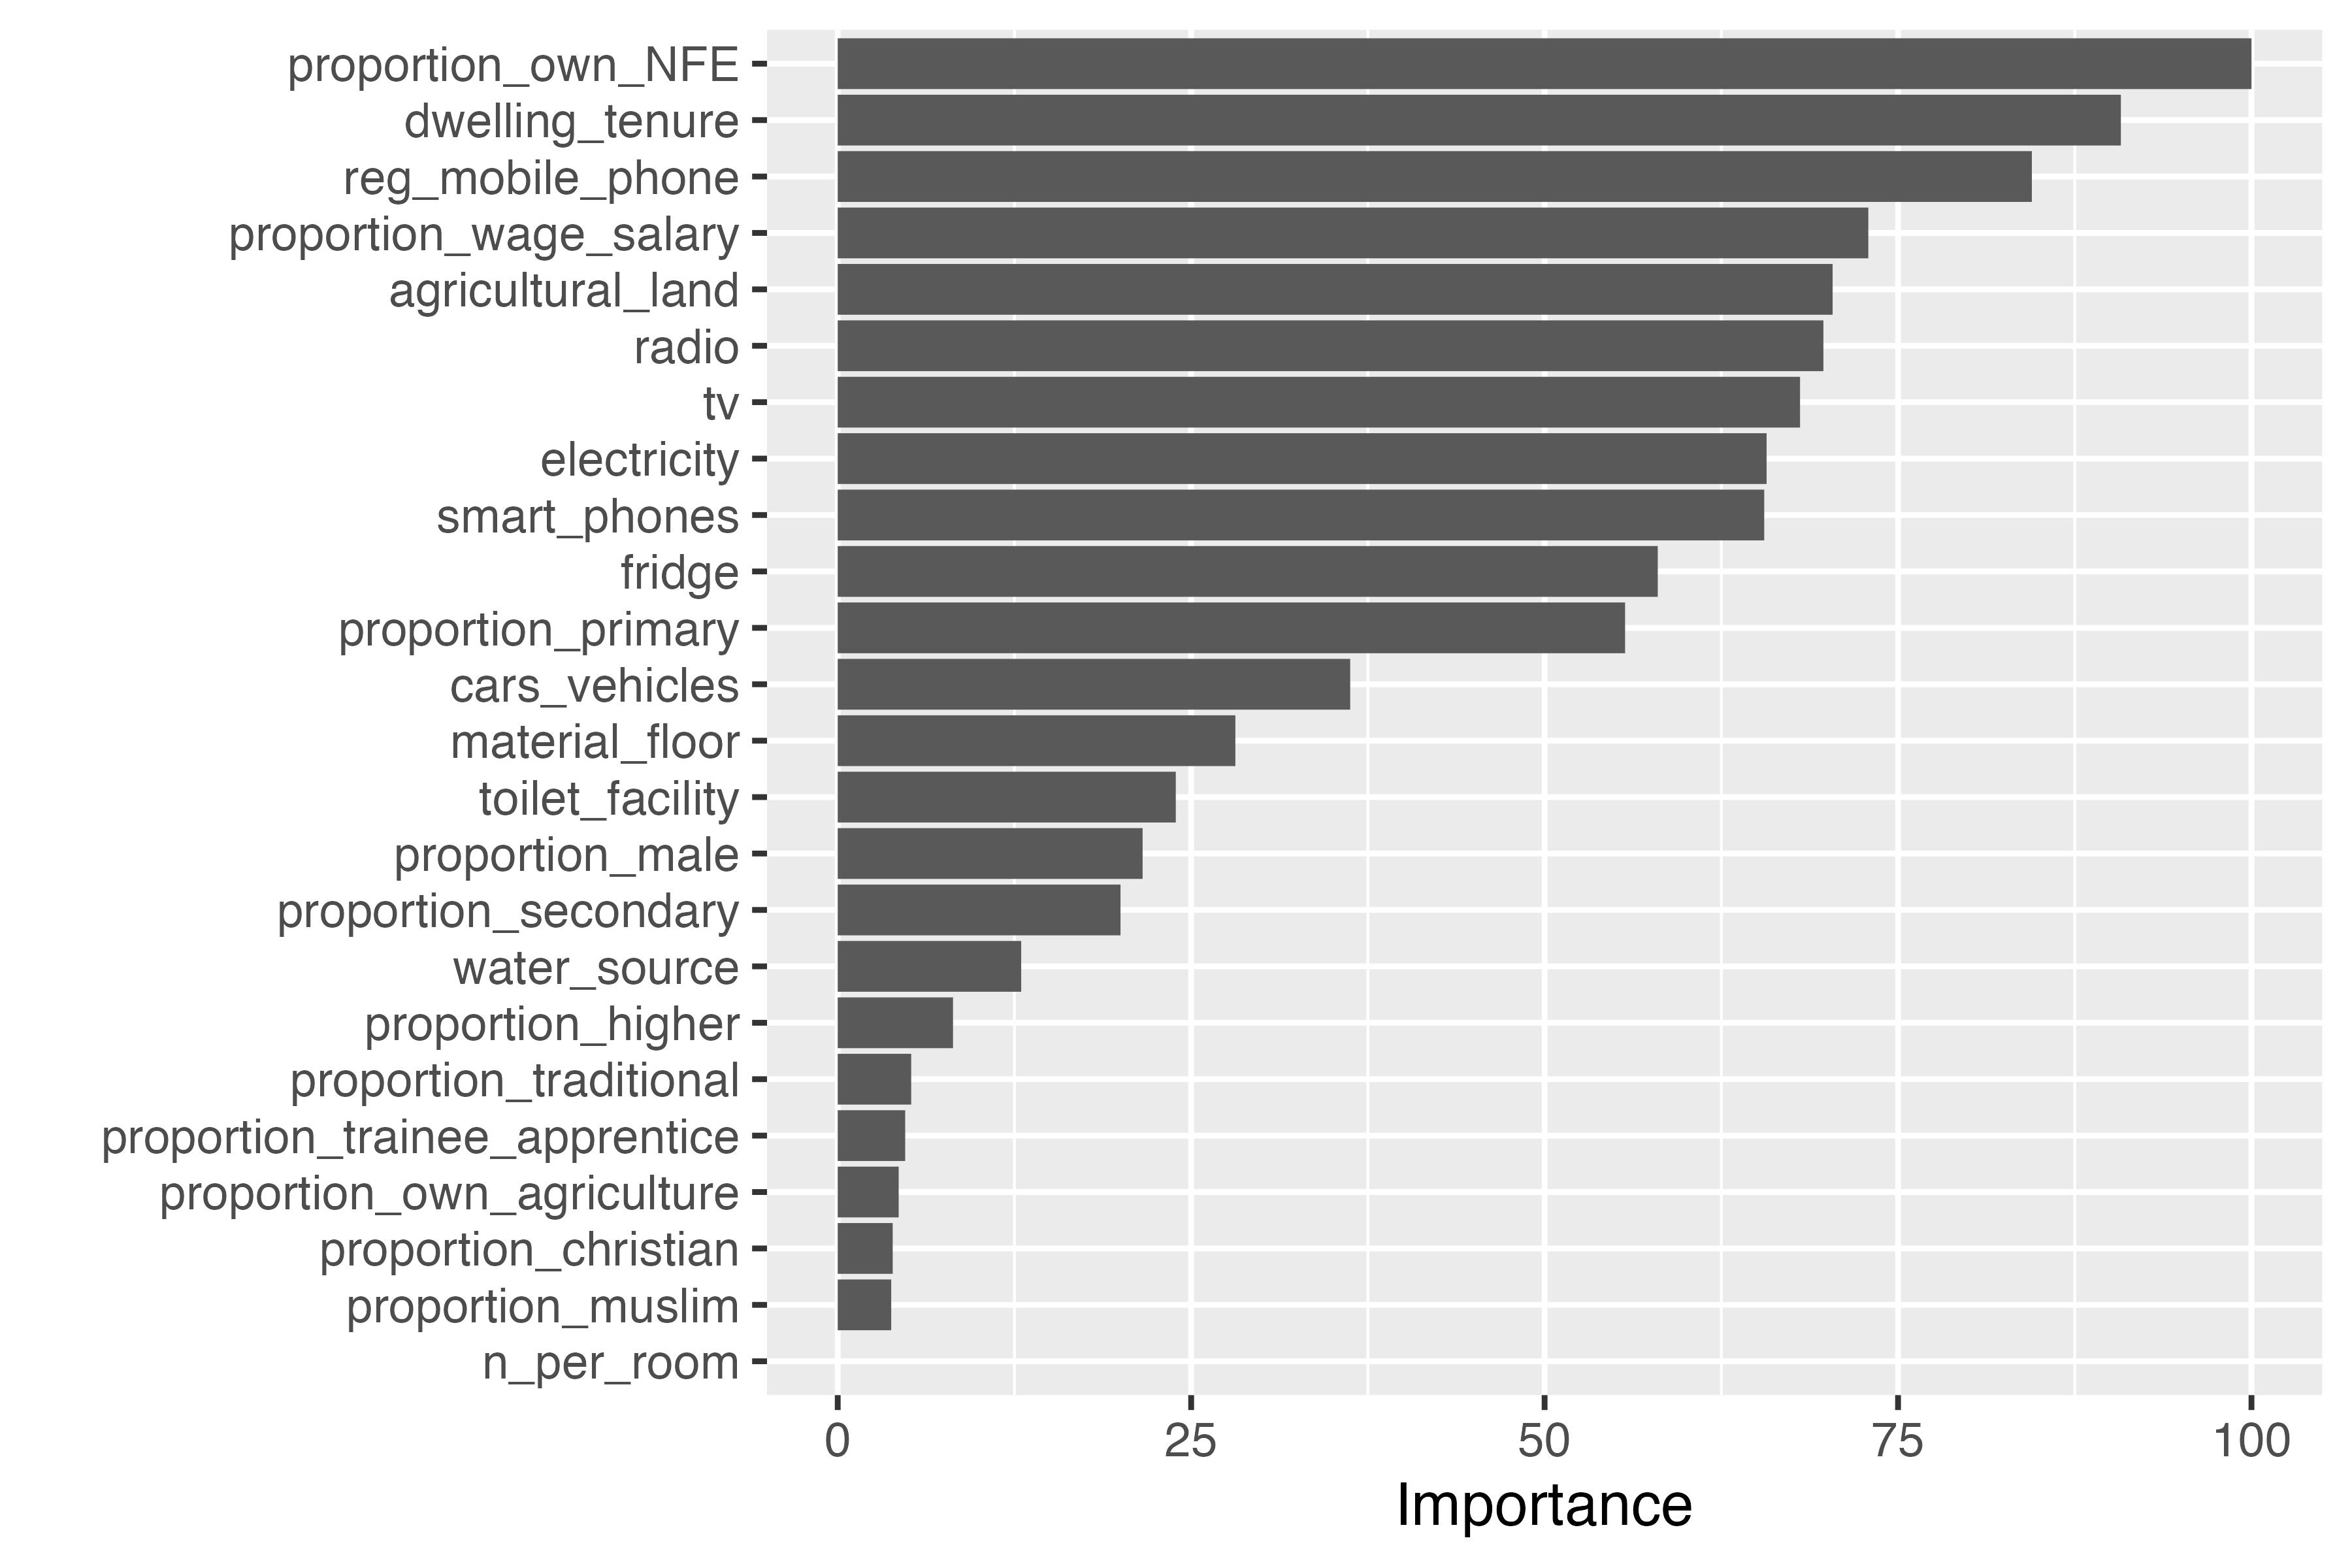 proportion_own_NFE
dwelling_tenure
reg_mobile_phone
proportion_wage_salary
agricultural_land
radio
tv
electricity
smart_phones
fridge
proportion_primary
cars_vehicles
material_floor
toilet_facility
proportion_male
proportion_secondary
water_source
proportion_higher
proportion_traditional
proportion_trainee_apprentice
proportion_own_agriculture
proportion_christian
proportion_muslim
n_per_room
0 25 50 75 100
Importance